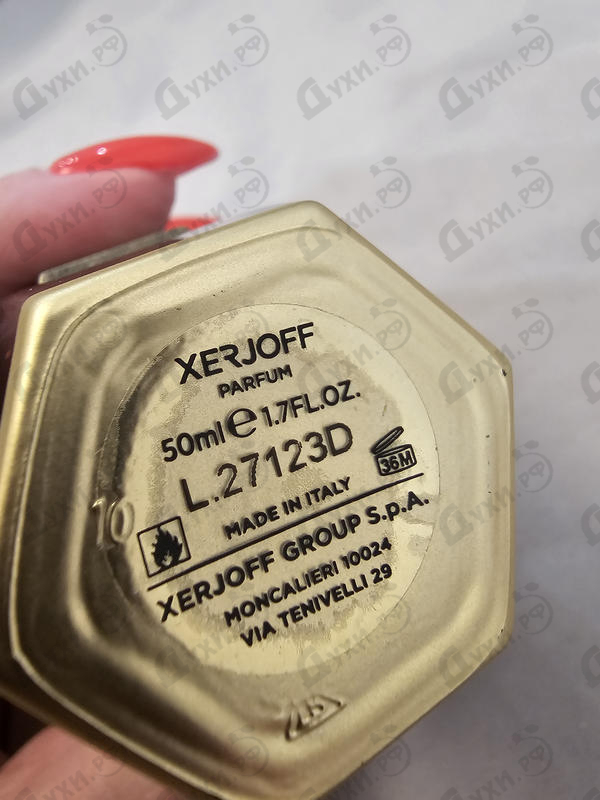 XERJOFF
PARFUM
50ml e 1.7FL.OZ.
L.27123D
36M
MADE IN ITALY
XERJOFF GROUP S.p.A.
MONCALIERI 10024
VIA TENIVELLI 29
10
Духи.рф